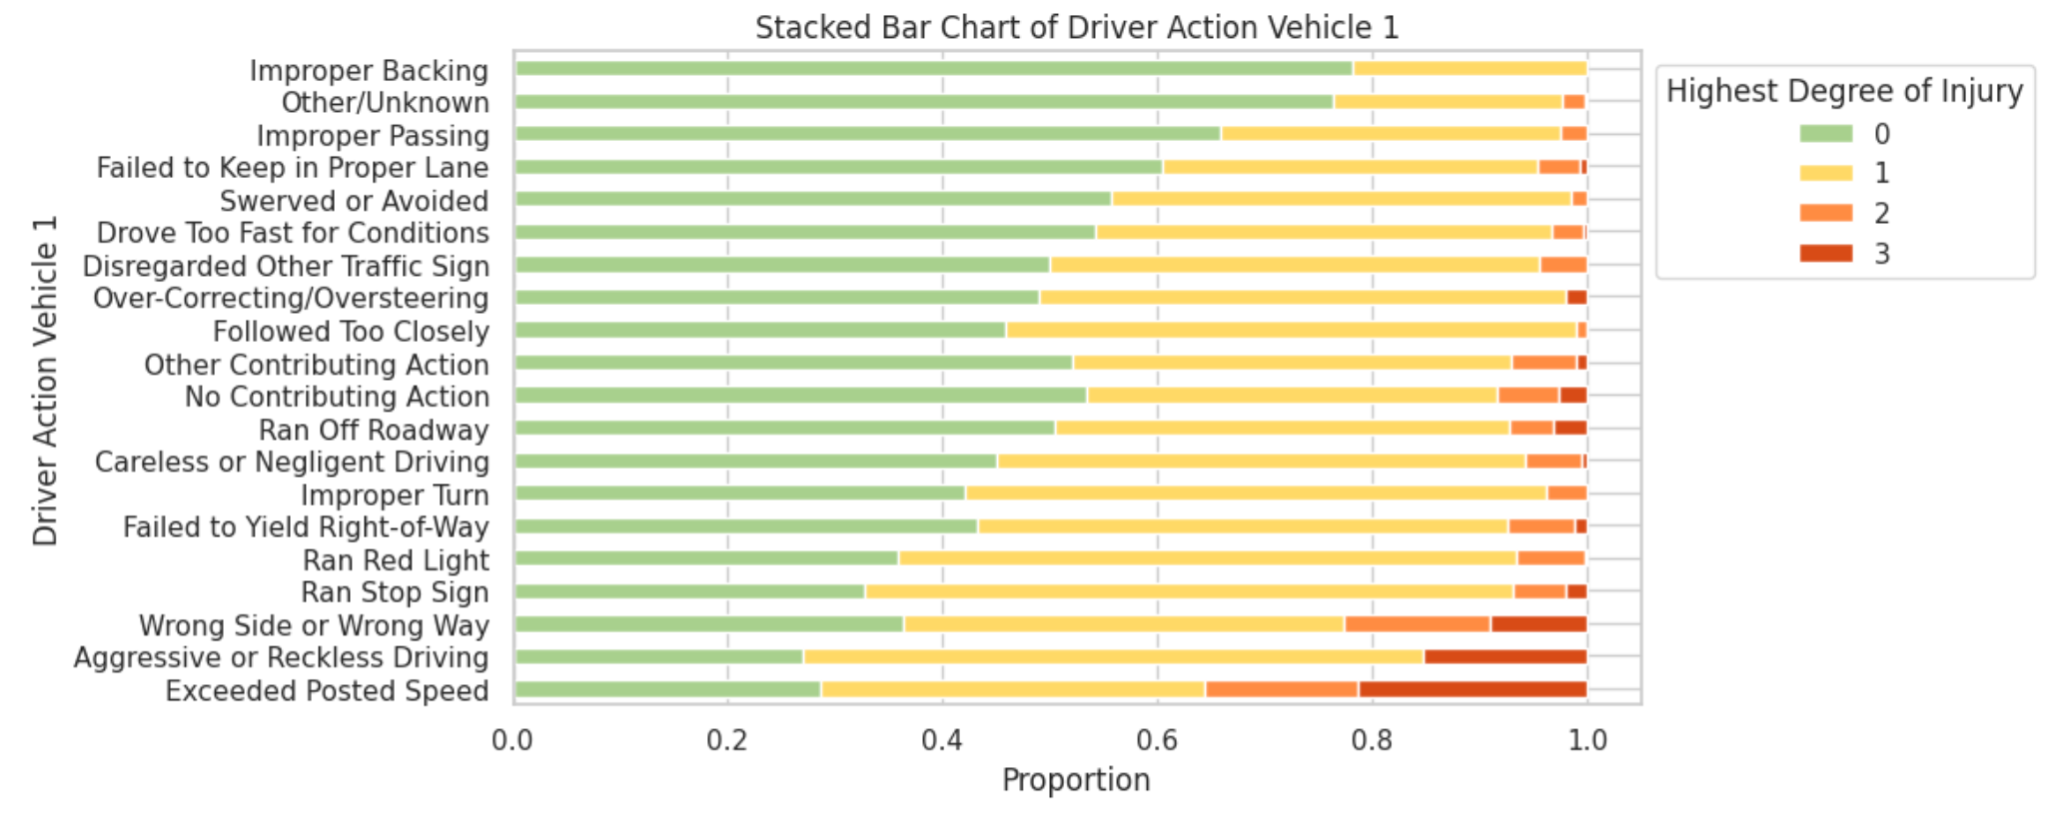 Stacked Bar Chart of Driver Action Vehicle 1
Improper Backing
Other/Unknown
Improper Passing
Failed to Keep in Proper Lane
Swerved or Avoided
Drove Too Fast for Conditions
Disregarded Other Traffic Sign
Over-Correcting/Oversteering
Followed Too Closely
Other Contributing Action
No Contributing Action
Ran Off Roadway
Careless or Negligent Driving
Improper Turn
Failed to Yield Right-of-Way
Ran Red Light
Ran Stop Sign
Wrong Side or Wrong Way
Aggressive or Reckless Driving
Exceeded Posted Speed
Driver Action Vehicle 1
0.0 0.2 0.4 0.6 0.8 1.0
Proportion
Highest Degree of Injury
0
1
2
3